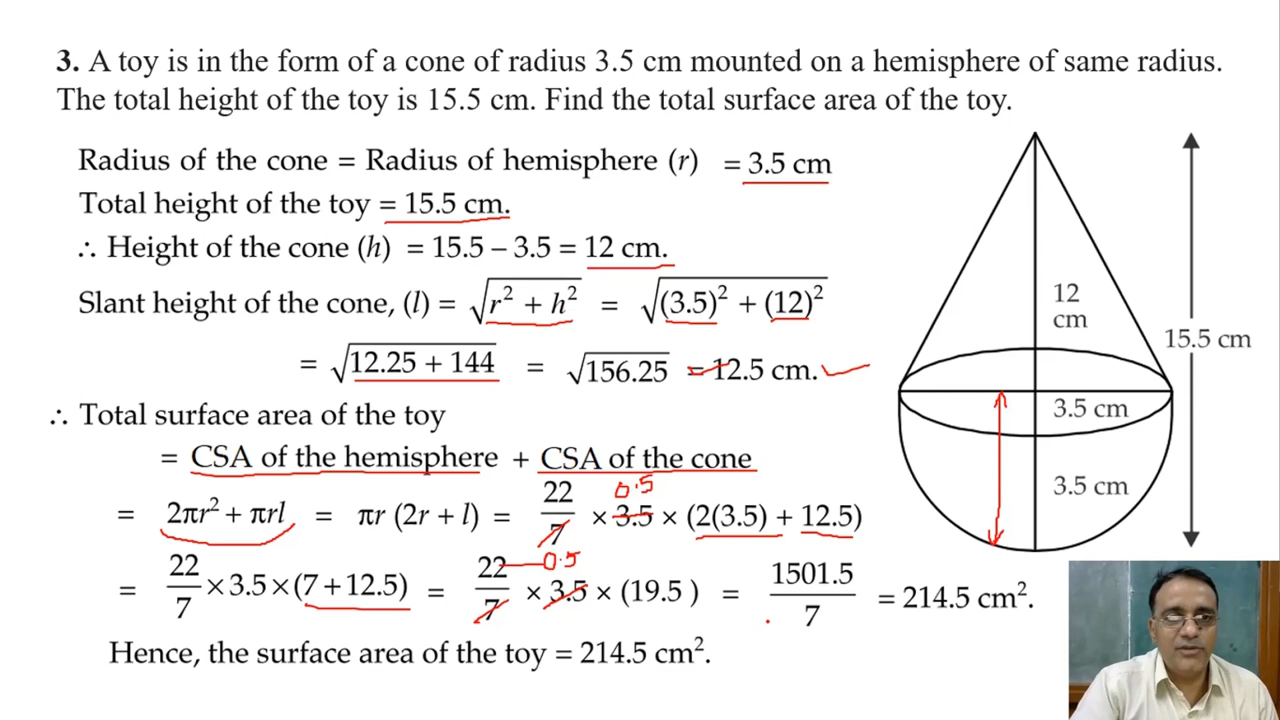 3. A toy is in the form of a cone of radius 3.5 cm mounted on a hemisphere of same radius.
The total height of the toy is 15.5 cm. Find the total surface area of the toy.
Radius of the cone = Radius of hemisphere (r) = 3.5 cm
Total height of the toy = 15.5 cm.
∴ Height of the cone (h) = 15.5 – 3.5 = 12 cm.
Slant height of the cone, (l) = √(r² + h²) = √((3.5)² + (12)²)
= √(12.25 + 144) = √156.25 = 12.5 cm.
∴ Total surface area of the toy
= CSA of the hemisphere + CSA of the cone
0.5
= 2πr² + πrl = πr (2r + l) = 22/7 × 3.5 × (2(3.5) + 12.5)
0.5
= 22/7 × 3.5 × (7 + 12.5) = 22/7 × 3.5 × (19.5 ) = 1501.5/7 = 214.5 cm².
Hence, the surface area of the toy = 214.5 cm².
12
cm
15.5 cm
3.5 cm
3.5 cm